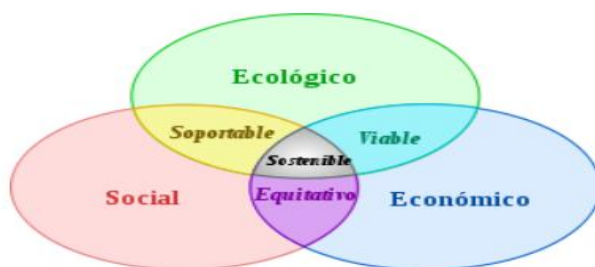 Ecológico
Soportable
Viable
Sostenible
Social
Equitativo
Económico